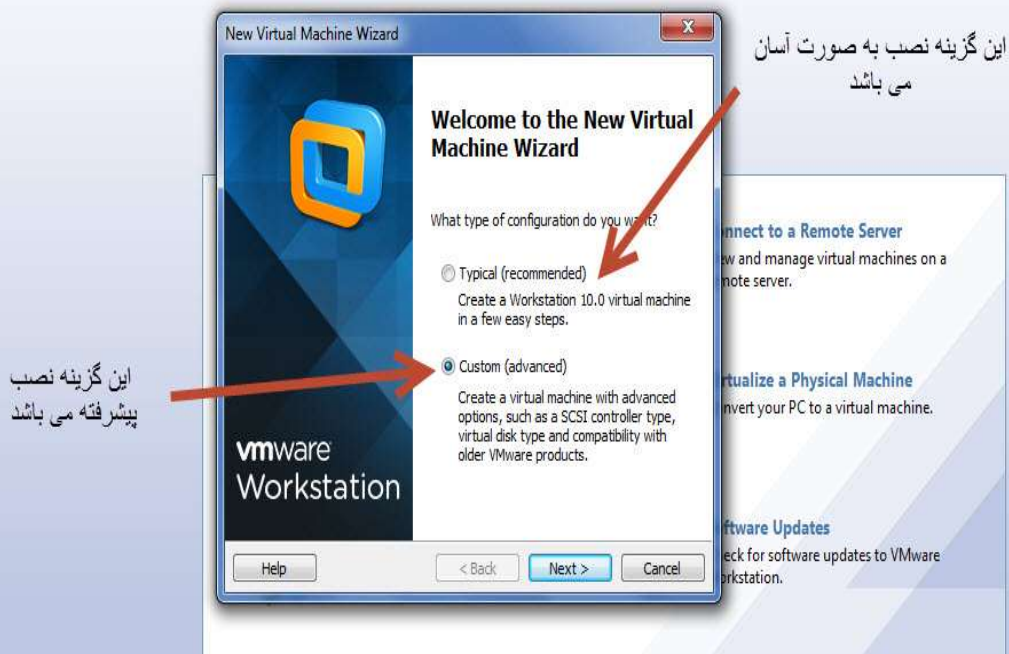 New Virtual Machine Wizard
این گزینه نصب به صورت آسان
می باشد
Welcome to the New Virtual
Machine Wizard
What type of configuration do you want?
Typical (recommended)
Create a Workstation 10.0 virtual machine
in a few easy steps.
Custom (advanced)
Create a virtual machine with advanced
options, such as a SCSI controller type,
virtual disk type and compatibility with
older VMware products.
این گزینه نصب
پیشرفته می باشد
vmware
Workstation
Help
< Back
Next >
Cancel
nnect to a Remote Server
ew and manage virtual machines on a
mote server.
rtualize a Physical Machine
nvert your PC to a virtual machine.
ftware Updates
eck for software updates to VMware
orkstation.